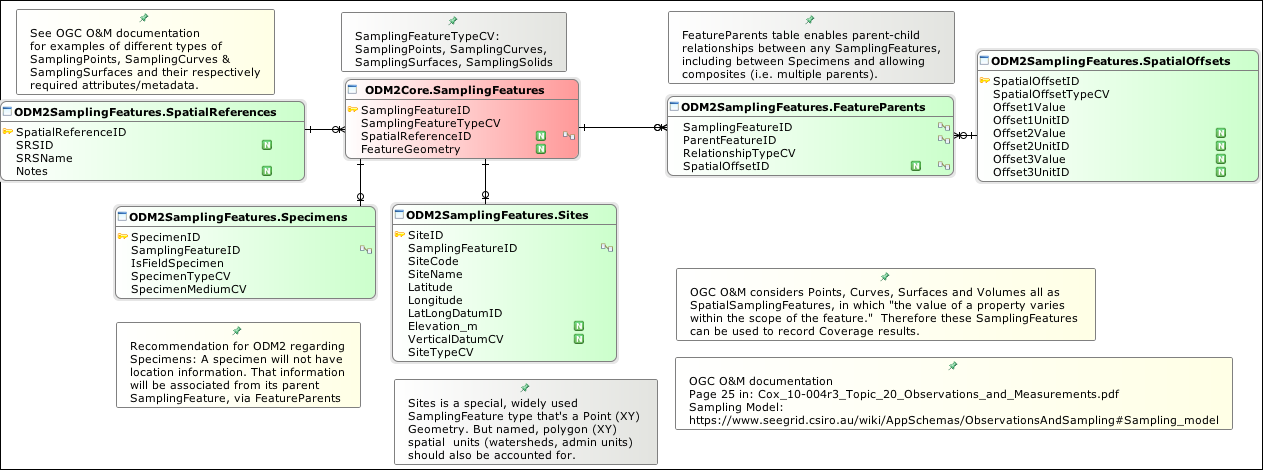 See OGC O&M documentation
for examples of different types of
SamplingPoints, SamplingCurves &
SamplingSurfaces and their respectively
required attributes/metadata.
SamplingFeatureTypeCV:
SamplingPoints, SamplingCurves,
SamplingSurfaces, SamplingSolids
FeatureParents table enables parent-child
relationships between any SamplingFeatures,
including between Specimens and allowing
composites (i.e. multiple parents).
ODM2SamplingFeatures.SpatialReferences
SpatialReferenceID
SRSID N
SRSName
Notes N
ODM2Core.SamplingFeatures
SamplingFeatureID
SamplingFeatureTypeCV
SpatialReferenceID N
FeatureGeometry N
ODM2SamplingFeatures.FeatureParents
SamplingFeatureID
ParentFeatureID
RelationshipTypeCV
SpatialOffsetID N
ODM2SamplingFeatures.SpatialOffsets
SpatialOffsetID
SpatialOffsetTypeCV
Offset1Value
Offset1UnitID
Offset2Value N
Offset2UnitID N
Offset3Value N
Offset3UnitID N
ODM2SamplingFeatures.Specimens
SpecimenID
SamplingFeatureID
IsFieldSpecimen
SpecimenTypeCV
SpecimenMediumCV
ODM2SamplingFeatures.Sites
SiteID
SamplingFeatureID
SiteCode
SiteName
Latitude
Longitude
LatLongDatumID
Elevation_m N
VerticalDatumCV N
SiteTypeCV
OGC O&M considers Points, Curves, Surfaces and Volumes all as
SpatialSamplingFeatures, in which "the value of a property varies
within the scope of the feature."  Therefore these SamplingFeatures
can be used to record Coverage results.
Recommendation for ODM2 regarding
Specimens: A specimen will not have
location information. That information
will be associated from its parent
SamplingFeature, via FeatureParents
Sites is a special, widely used
SamplingFeature type that's a Point (XY)
Geometry. But named, polygon (XY)
spatial  units (watersheds, admin units)
should also be accounted for.
OGC O&M documentation
Page 25 in: Cox_10-004r3_Topic_20_Observations_and_Measurements.pdf
Sampling Model:
https://www.seegrid.csiro.au/wiki/AppSchemas/ObservationsAndSampling#Sampling_model